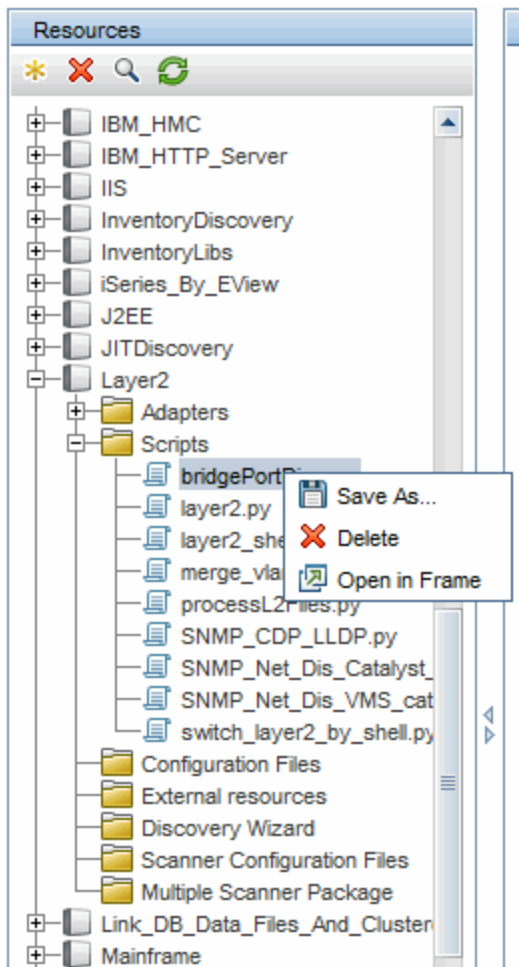 Resources
IBM_HMC
IBM_HTTP_Server
IIS
InventoryDiscovery
InventoryLibs
iSeries_By_EView
J2EE
JITDiscovery
Layer2
Adapters
Scripts
Save As...
layer2.py
Delete
Open in Frame
processL2Files.py
SNMP_CDP_LLDP.py
SNMP_Net_Dis_Catalyst_
SNMP_Net_Dis_VMS_cat
switch_layer2_by_shell.py
Configuration Files
External resources
Discovery Wizard
Scanner Configuration Files
Multiple Scanner Package
Link_DB_Data_Files_And_Cluster
Mainframe